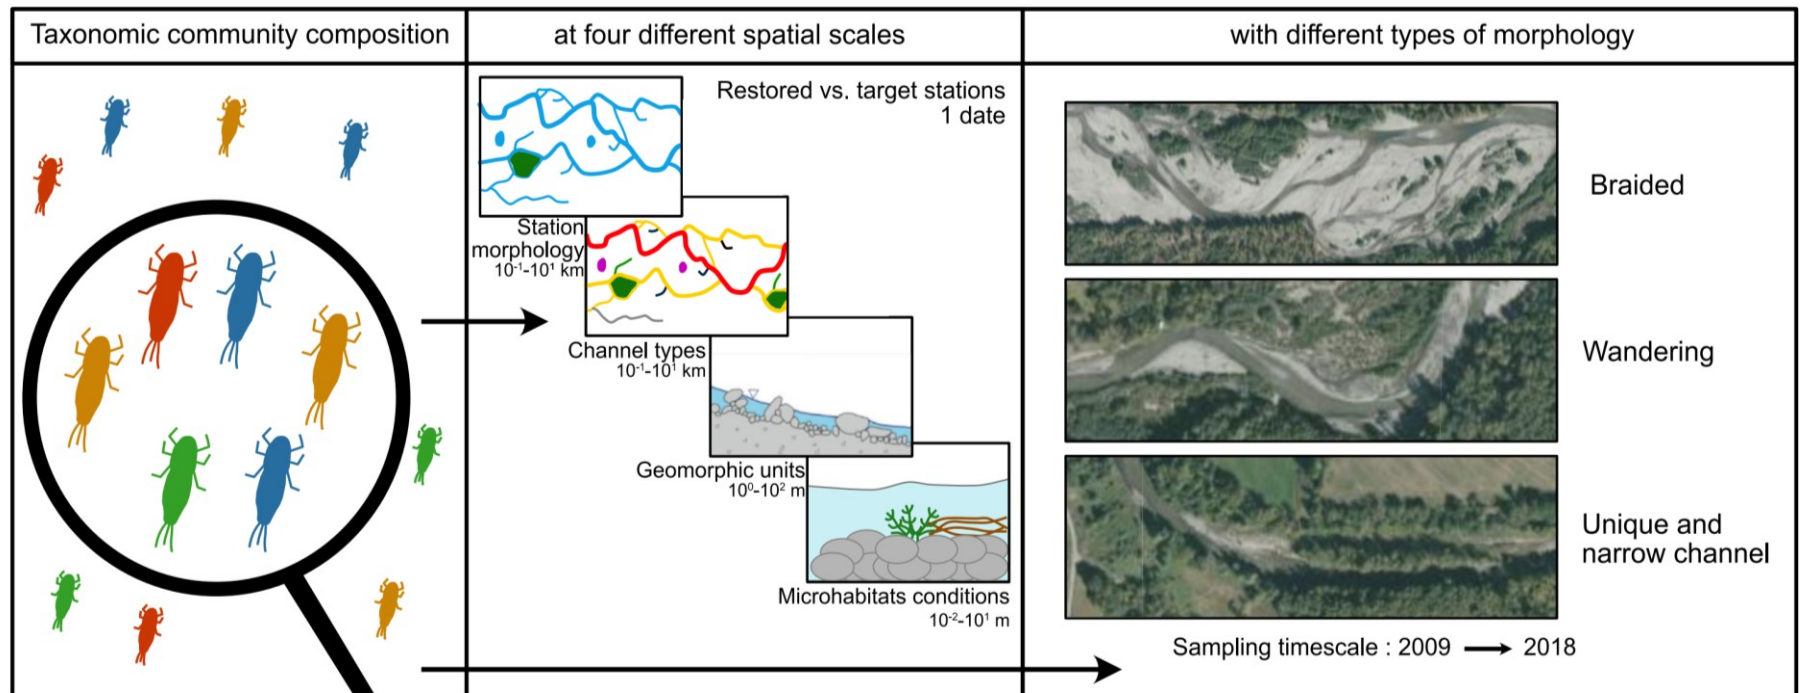 Taxonomic community composition
at four different spatial scales
with different types of morphology
Restored vs. target stations
1 date
Station
morphology
10⁻¹-10¹ km
Channel types
10⁻¹-10¹ km
Geomorphic units
10⁰-10² m
Microhabitats conditions
10⁻²-10¹ m
Braided
Wandering
Unique and
narrow channel
Sampling timescale : 2009 → 2018